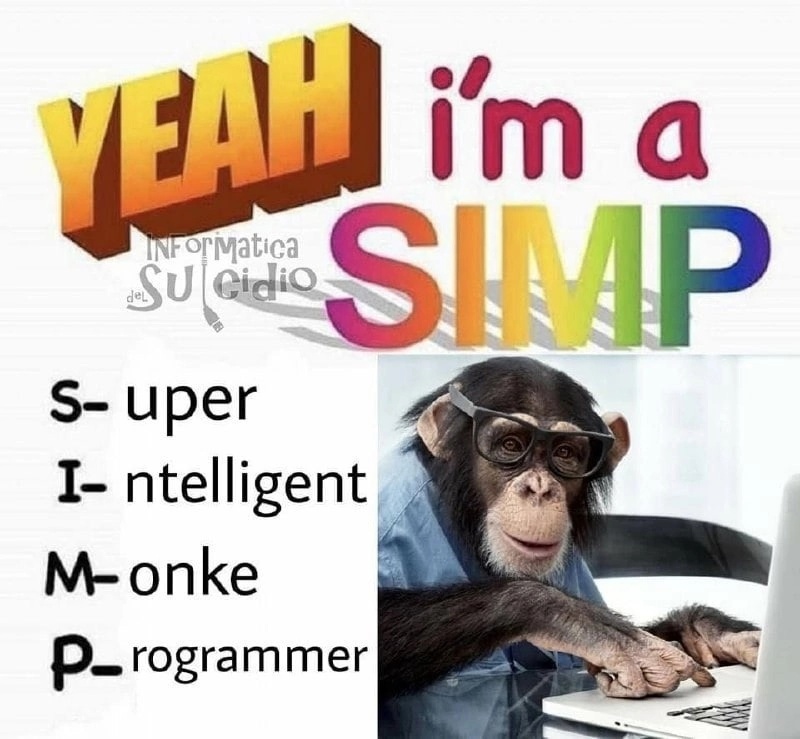 YEAH i'm a
SIMP
INFORMatica
del SUicidio
S- uper
I- ntelligent
M- onke
P- rogrammer